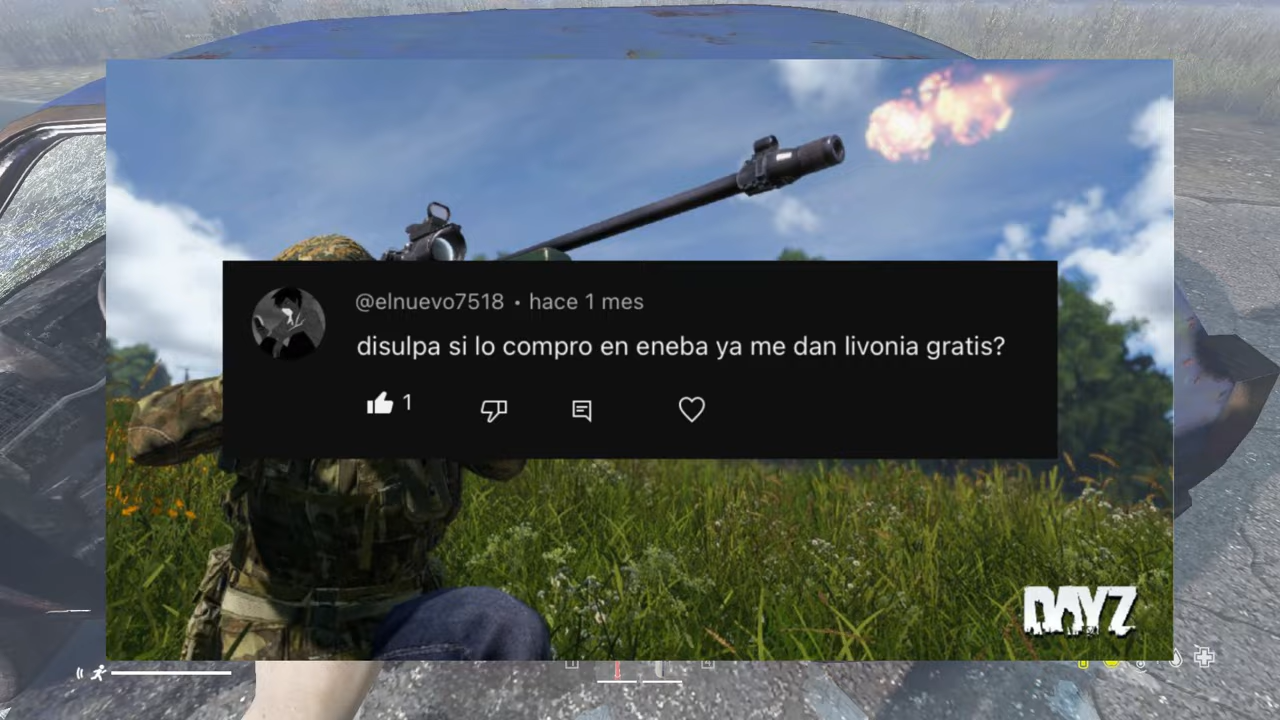 @elnuevo7518 • hace 1 mes
disulpa si lo compro en eneba ya me dan livonia gratis?
1
DAYZ